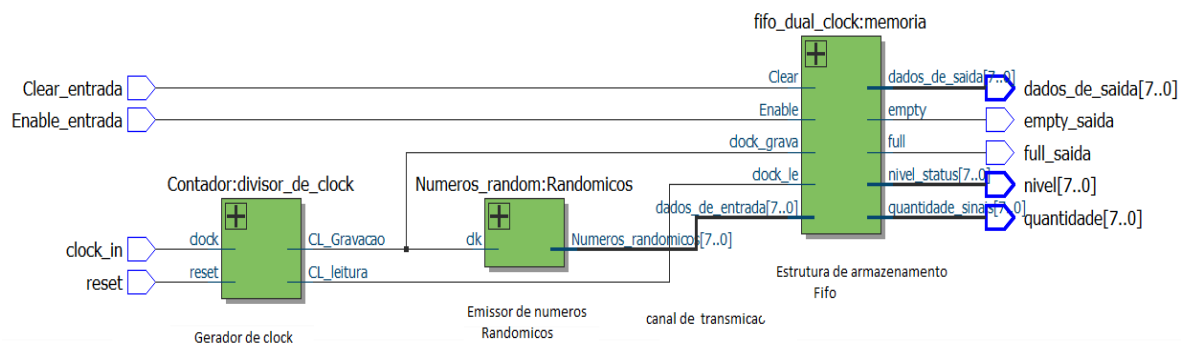 fifo_dual_clock:memoria
Clear_entrada
Clear
dados_de_saida[7..0]
dados_de_saida[7..0]
Enable_entrada
Enable
empty
empty_saida
clock_grava
full
full_saida
Contador:divisor_de_clock
Numeros_random:Randomicos
clock_le
nivel_status[7..0]
nivel[7..0]
dados_de_entrada[7..0]
quantidade_sinais[7..0]
quantidade[7..0]
clock_in
clock
CL_Gravacao
clk
Numeros_randomicos[7..0]
reset
reset
CL_leitura
Estrutura de armazenamento
Fifo
Emissor de numeros
Randomicos
canal de transmicac
Gerador de clock